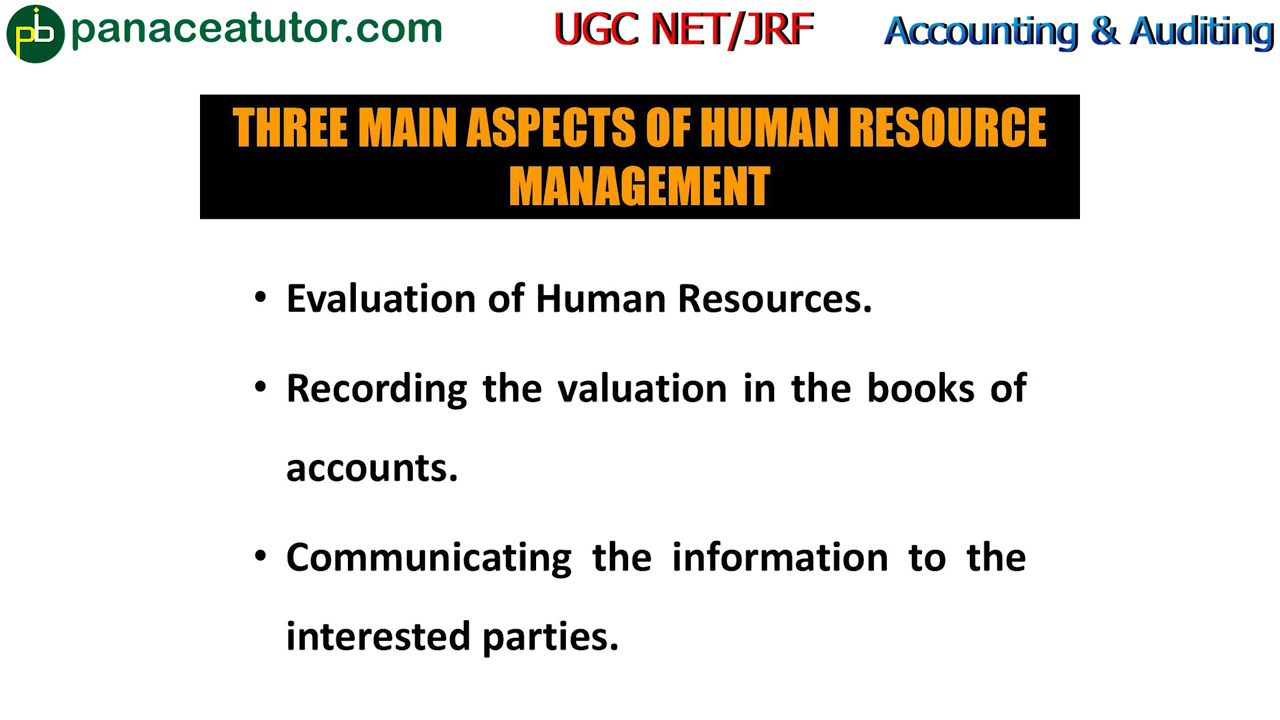 pb panaceatutor.com UGC NET/JRF Accounting & Auditing
THREE MAIN ASPECTS OF HUMAN RESOURCE
MANAGEMENT
• Evaluation of Human Resources.
• Recording the valuation in the books of
accounts.
• Communicating the information to the
interested parties.